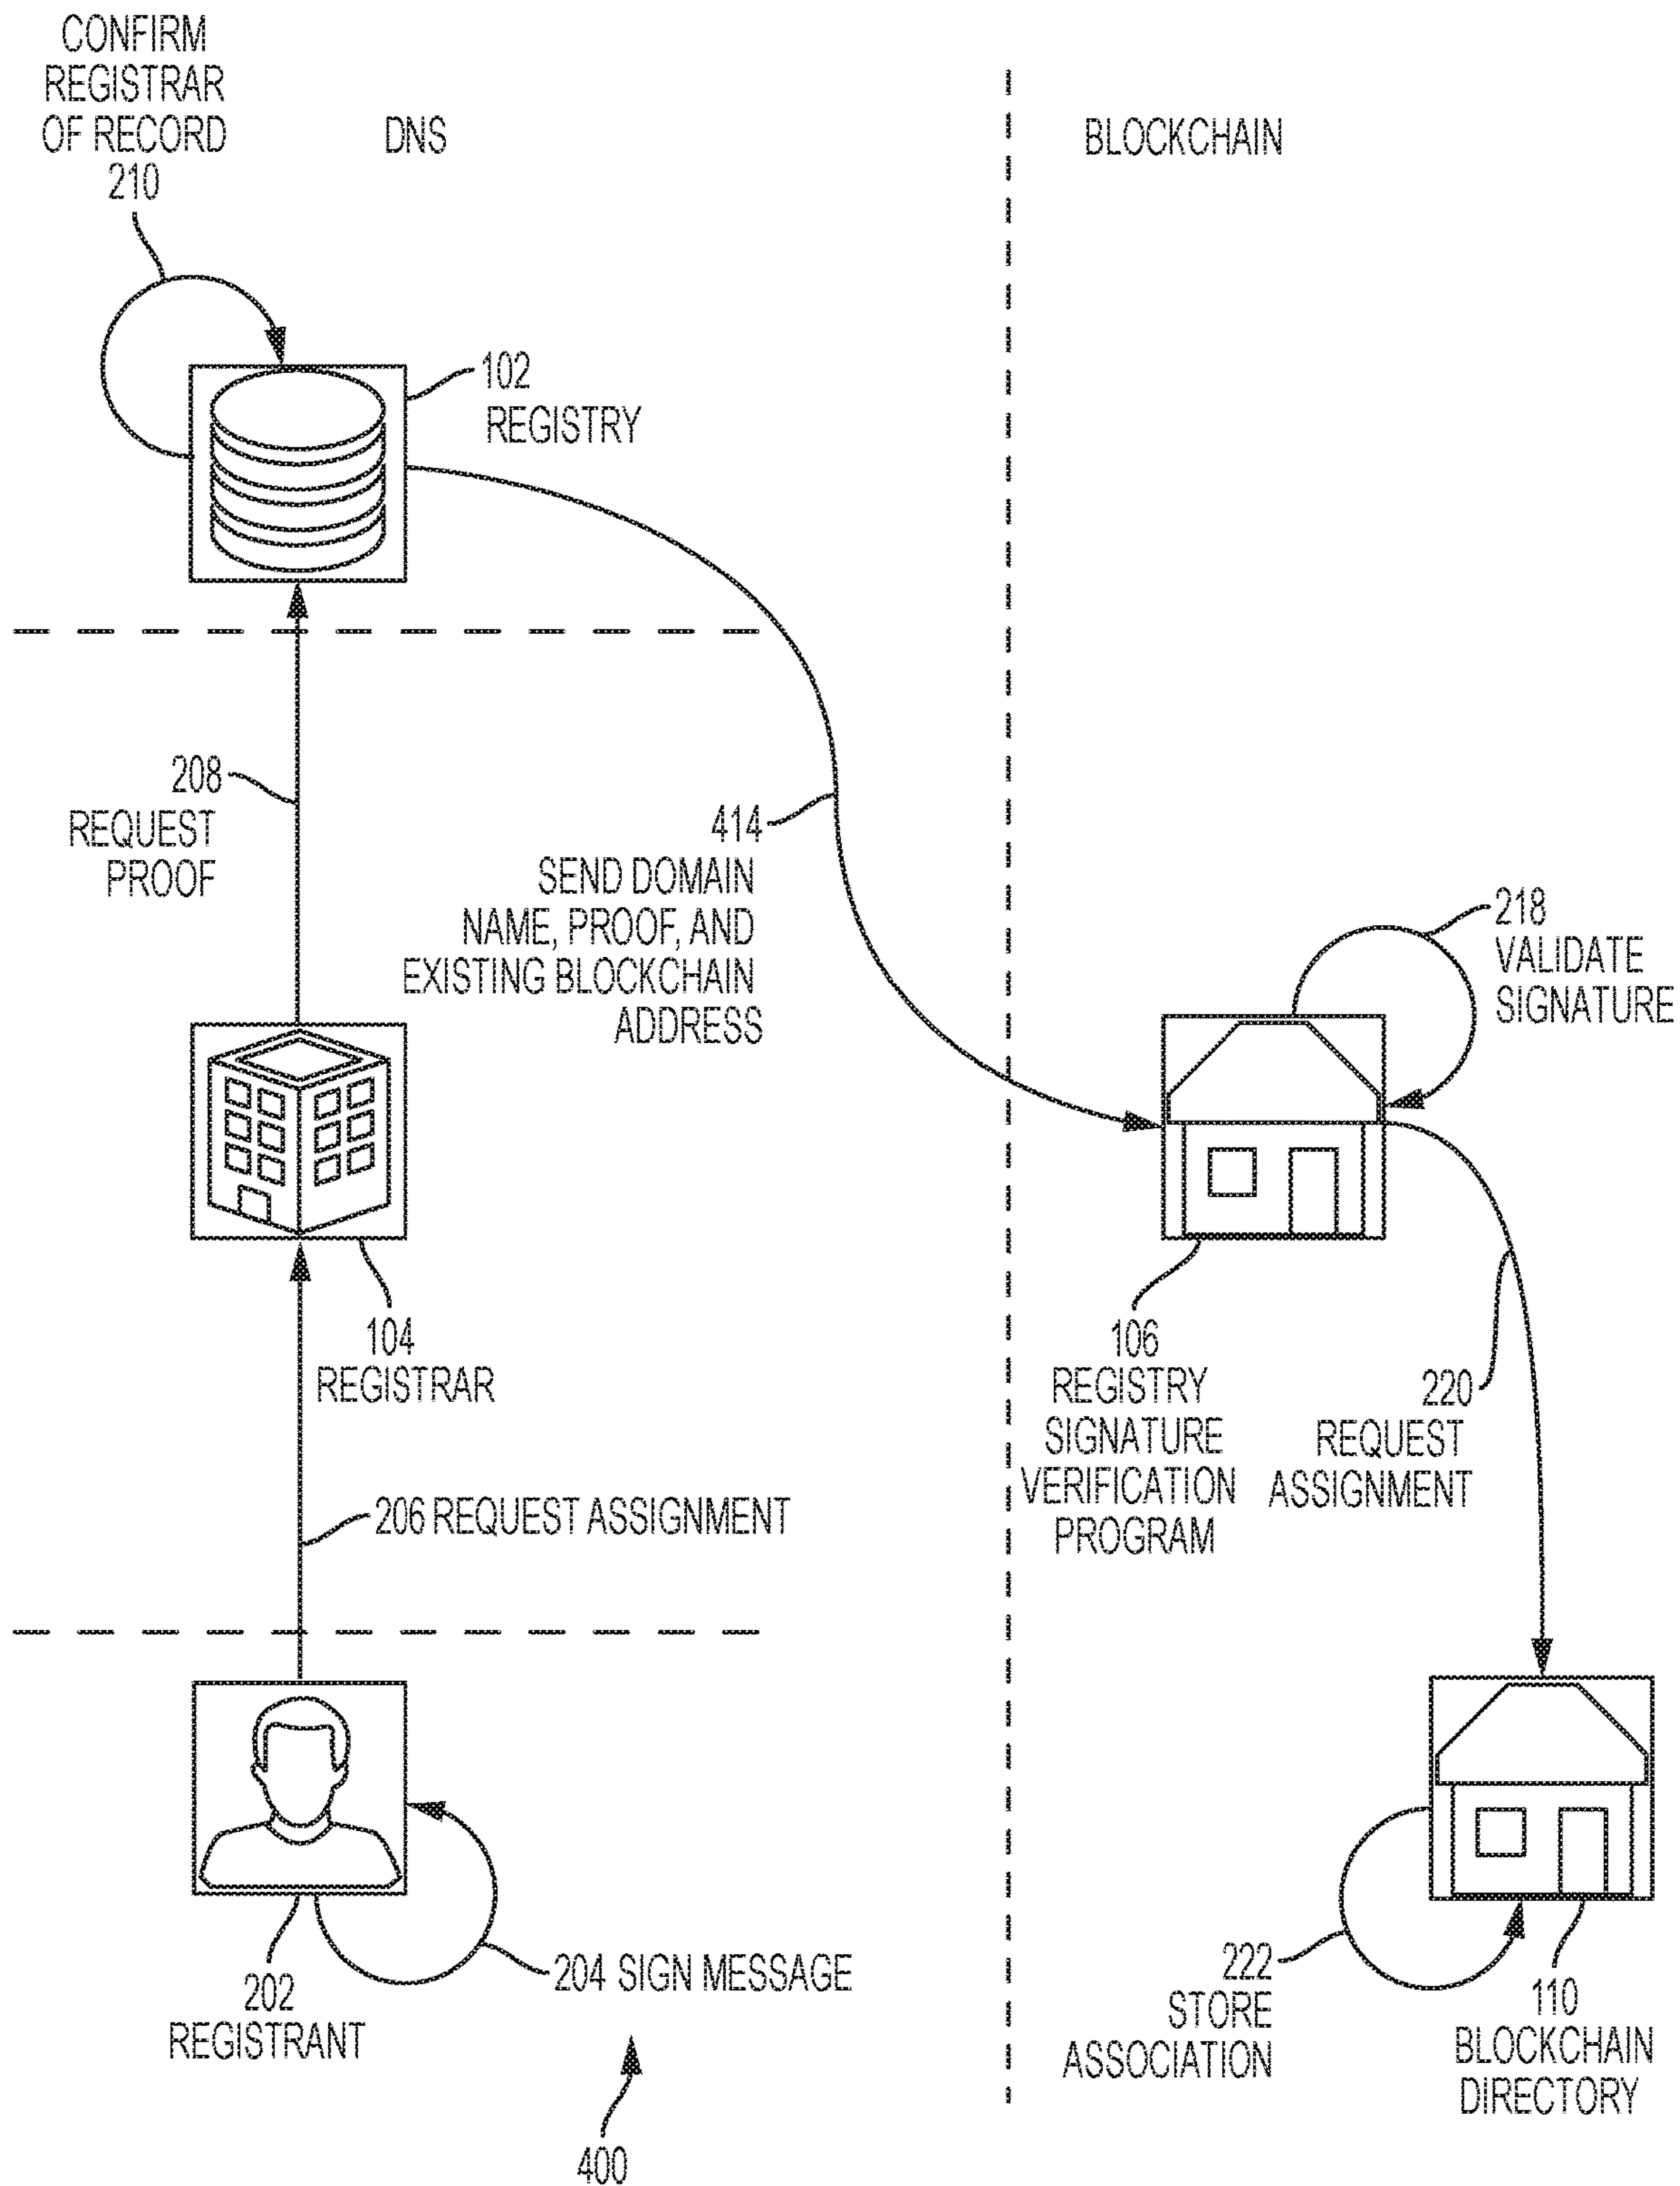 CONFIRM
REGISTRAR
OF RECORD
210
DNS
BLOCKCHAIN
102
REGISTRY
208
REQUEST
PROOF
414
SEND DOMAIN
NAME, PROOF, AND
EXISTING BLOCKCHAIN
ADDRESS
218
VALIDATE
SIGNATURE
104
REGISTRAR
106
REGISTRY
SIGNATURE
VERIFICATION
PROGRAM
220
REQUEST
ASSIGNMENT
206 REQUEST ASSIGNMENT
204 SIGN MESSAGE
202
REGISTRANT
222
STORE
ASSOCIATION
110
BLOCKCHAIN
DIRECTORY
400